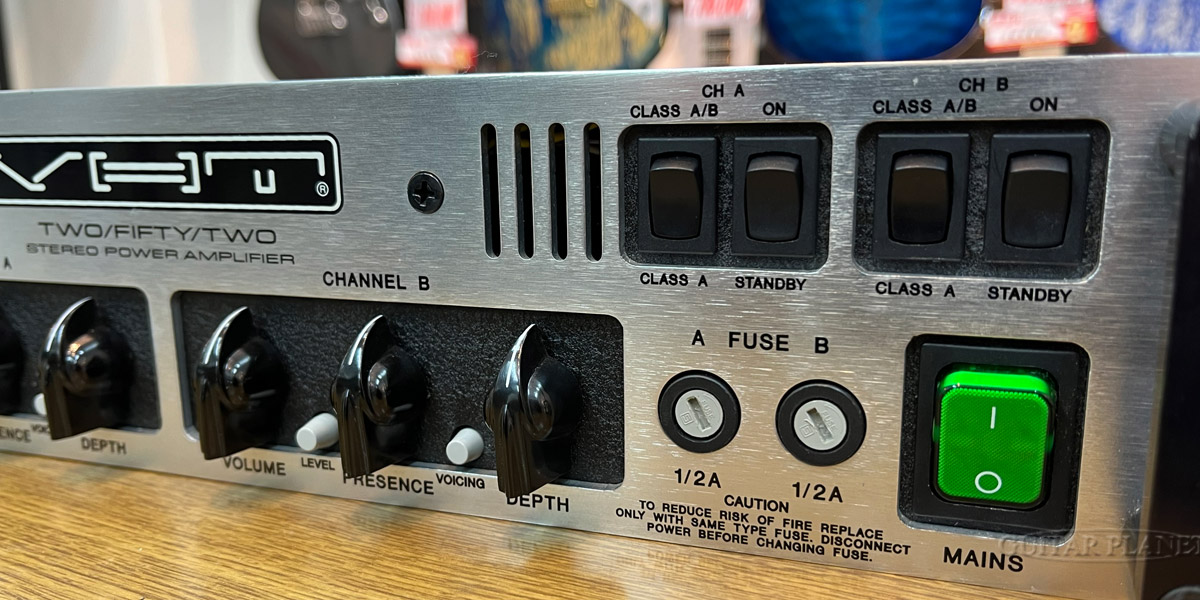 VHT
U
®
TWO/FIFTY/TWO
STEREO POWER AMPLIFIER
A
DEPTH
CHANNEL B
VOLUME
LEVEL
PRESENCE
VOICING
DEPTH
CH A
CLASS A/B ON
CLASS A STANDBY
CH B
CLASS A/B ON
CLASS A STANDBY
A FUSE B
1/2A 1/2A
CAUTION
TO REDUCE RISK OF FIRE REPLACE
ONLY WITH SAME TYPE FUSE. DISCONNECT
POWER BEFORE CHANGING FUSE.
I
O
MAINS
GUITAR PLANET